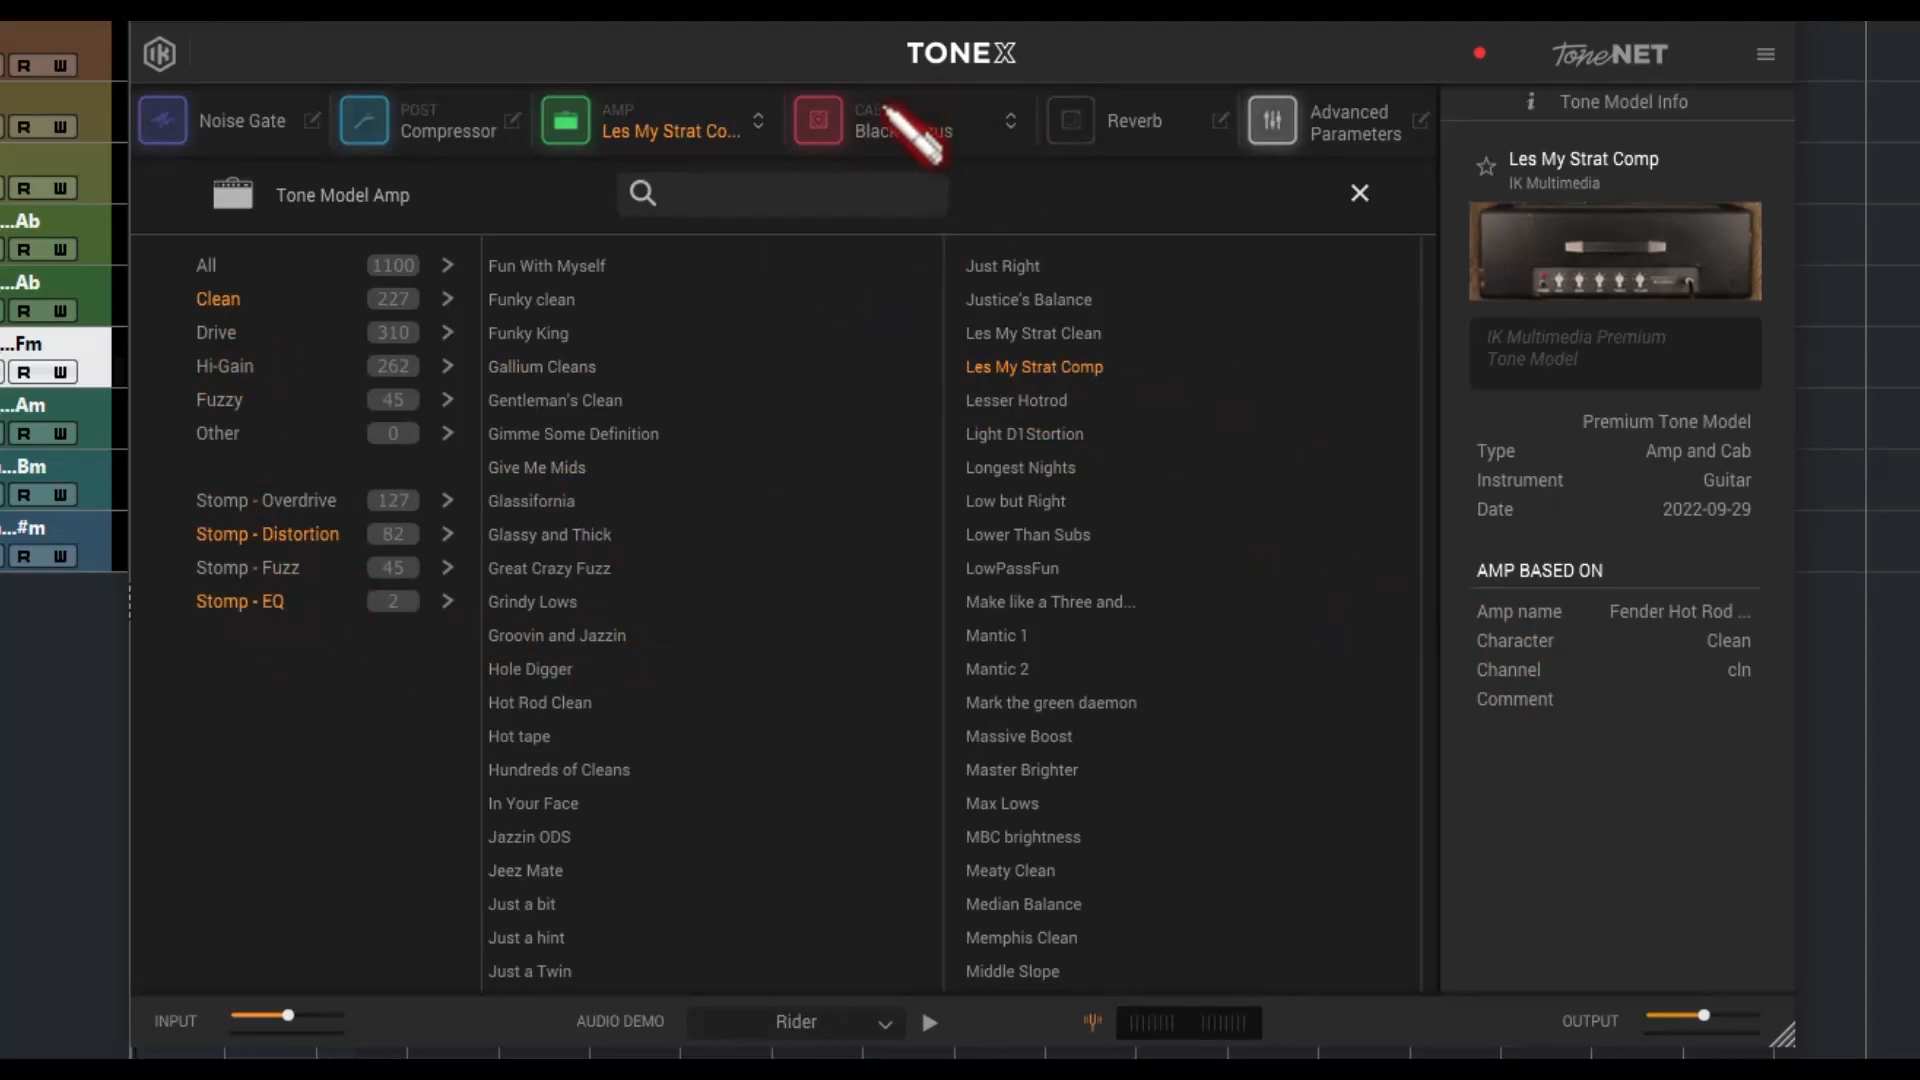 TONEX
ToneNET
Noise Gate
POST
Compressor
AMP
Les My Strat Co...
Reverb
Advanced
Parameters
i Tone Model Info
Tone Model Amp
Les My Strat Comp
IK Multimedia
IK Multimedia Premium
Tone Model
Premium Tone Model
Type Amp and Cab
Instrument Guitar
Date 2022-09-29
AMP BASED ON
Amp name Fender Hot Rod ...
Character Clean
Channel cln
Comment
All 1100
Clean 227
Drive 310
Hi-Gain 262
Fuzzy 45
Other 0
Stomp - Overdrive 127
Stomp - Distortion 82
Stomp - Fuzz 45
Stomp - EQ 2
Fun With Myself
Funky clean
Funky King
Gallium Cleans
Gentleman's Clean
Gimme Some Definition
Give Me Mids
Glassifornia
Glassy and Thick
Great Crazy Fuzz
Grindy Lows
Groovin and Jazzin
Hole Digger
Hot Rod Clean
Hot tape
Hundreds of Cleans
In Your Face
Jazzin ODS
Jeez Mate
Just a bit
Just a hint
Just a Twin
Just Right
Justice's Balance
Les My Strat Clean
Les My Strat Comp
Lesser Hotrod
Light D1Stortion
Longest Nights
Low but Right
Lower Than Subs
LowPassFun
Make like a Three and...
Mantic 1
Mantic 2
Mark the green daemon
Massive Boost
Master Brighter
Max Lows
MBC brightness
Meaty Clean
Median Balance
Memphis Clean
Middle Slope
R W
R W
R W
...Ab
R W
...Ab
R W
...Fm
R W
...Am
R W
...Bm
R W
...#m
R W
INPUT
AUDIO DEMO
Rider
OUTPUT